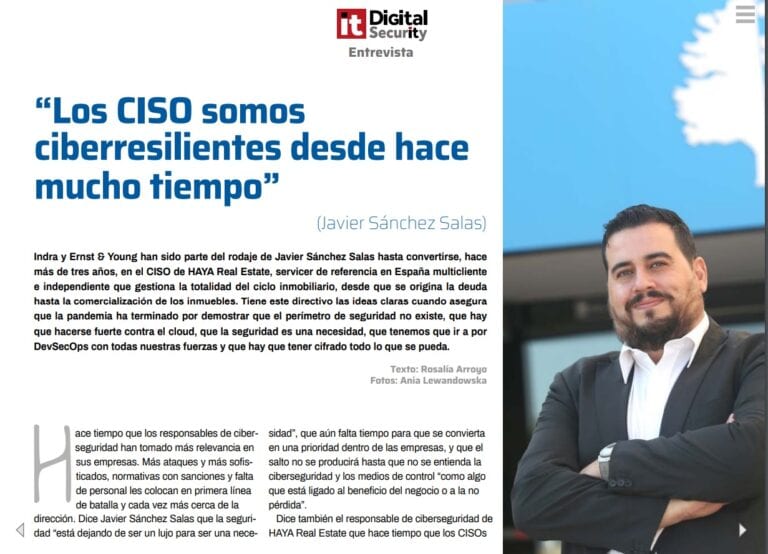 it Digital
Security
Entrevista
“Los CISO somos
ciberresilientes desde hace
mucho tiempo”
(Javier Sánchez Salas)
Indra y Ernst & Young han sido parte del rodaje de Javier Sánchez Salas hasta convertirse, hace
más de tres años, en el CISO de HAYA Real Estate, servicer de referencia en España multicliente
e independiente que gestiona la totalidad del ciclo inmobiliario, desde que se origina la deuda
hasta la comercialización de los inmuebles. Tiene este directivo las ideas claras cuando asegura
que la pandemia ha terminado por demostrar que el perímetro de seguridad no existe, que hay
que hacerse fuerte contra el cloud, que la seguridad es una necesidad, que tenemos que ir a por
DevSecOps con todas nuestras fuerzas y que hay que tener cifrado todo lo que se pueda.
Texto: Rosalía Arroyo
Fotos: Ania Lewandowska
Hace tiempo que los responsables de ciber-
seguridad han tomado más relevancia en
sus empresas. Más ataques y más sofis-
ticados, normativas con sanciones y falta
de personal les colocan en primera línea
de batalla y cada vez más cerca de la
dirección. Dice Javier Sánchez Salas que la seguri-
dad “está dejando de ser un lujo para ser una nece-
sidad”, que aún falta tiempo para que se convierta
en una prioridad dentro de las empresas, y que el
salto no se producirá hasta que no se entienda la
ciberseguridad y los medios de control “como algo
que está ligado al beneficio del negocio o a la no
pérdida”.
Dice también el responsable de ciberseguridad de
HAYA Real Estate que hace tiempo que los CISOs